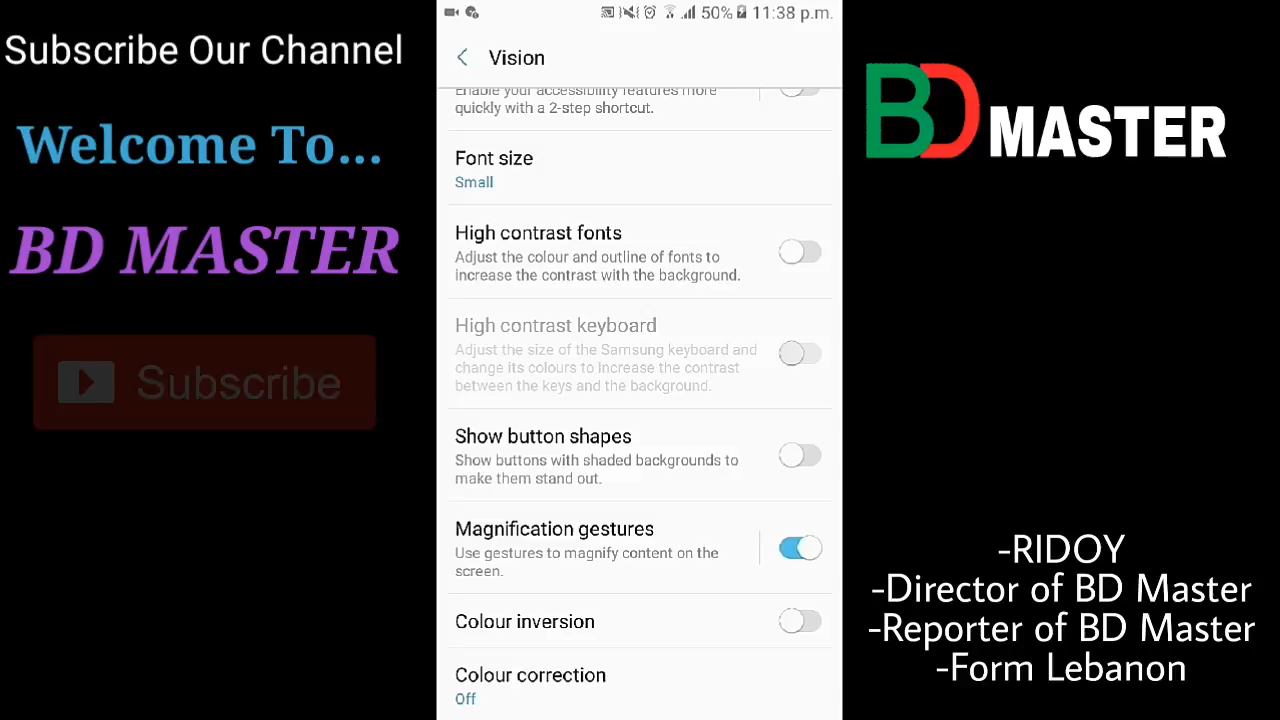 Subscribe Our Channel
Welcome To...
BD MASTER
Subscribe
50% 11:38 p.m.
Vision
Enable your accessibility features more
quickly with a 2-step shortcut.
Font size
Small
High contrast fonts
Adjust the colour and outline of fonts to
increase the contrast with the background.
High contrast keyboard
Adjust the size of the Samsung keyboard and
change its colours to increase the contrast
between the keys and the background.
Show button shapes
Show buttons with shaded backgrounds to
make them stand out.
Magnification gestures
Use gestures to magnify content on the
screen.
Colour inversion
Colour correction
Off
BD MASTER
-RIDOY
-Director of BD Master
-Reporter of BD Master
-Form Lebanon